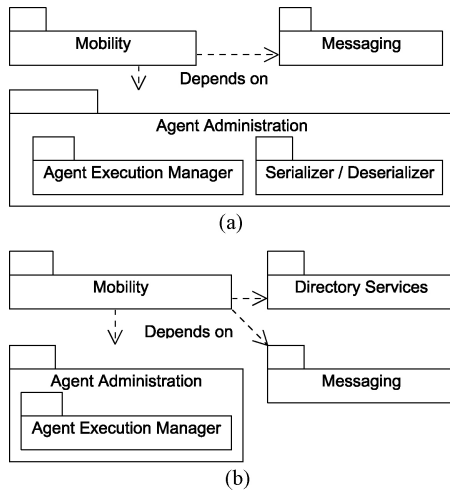 Mobility
Messaging
Depends on
Agent Administration
Agent Execution Manager
Serializer / Deserializer
(a)
Mobility
Directory Services
Depends on
Agent Administration
Messaging
Agent Execution Manager
(b)